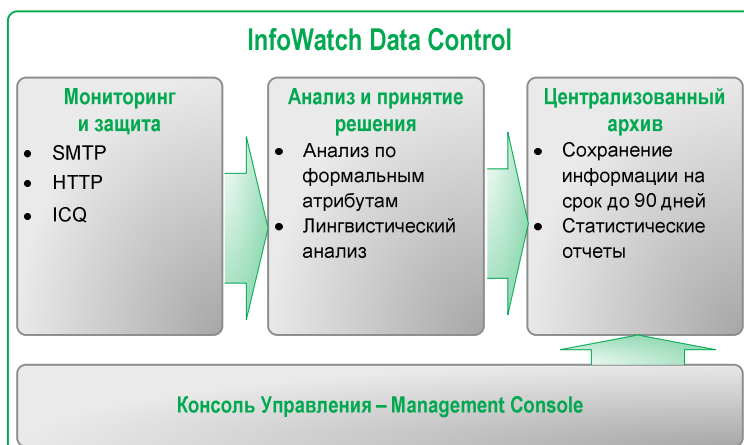 InfoWatch Data Control
Мониторинг
и защита
• SMTP
• HTTP
• ICQ
Анализ и принятие
решения
• Анализ по
формальным
атрибутам
• Лингвистический
анализ
Централизованный
архив
• Сохранение
информации на
срок до 90 дней
• Статистические
отчеты
Консоль Управления – Management Console